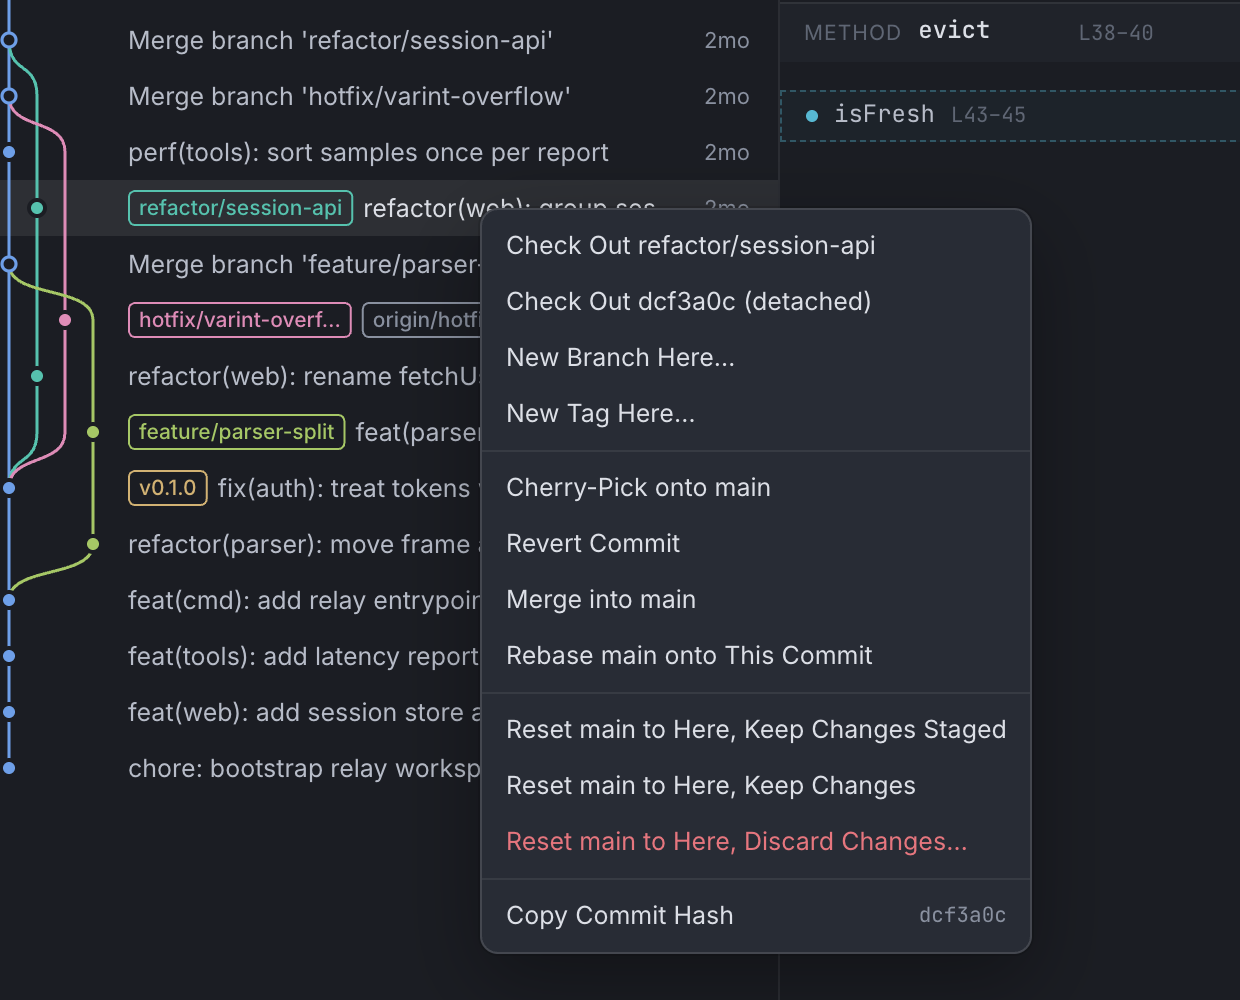 Merge branch 'refactor/session-api' 2mo
Merge branch 'hotfix/varint-overflow' 2mo
perf(tools): sort samples once per report 2mo
refactor/session-api refactor(web): group ses 2mo
Merge branch 'feature/parser-
hotfix/varint-overf... origin/hotfi
refactor(web): rename fetchU
feature/parser-split feat(parser
v0.1.0 fix(auth): treat tokens
refactor(parser): move frame
feat(cmd): add relay entrypoin
feat(tools): add latency report
feat(web): add session store a
chore: bootstrap relay worksp
METHOD evict L38–40
isFresh L43–45
Check Out refactor/session-api
Check Out dcf3a0c (detached)
New Branch Here...
New Tag Here...
Cherry-Pick onto main
Revert Commit
Merge into main
Rebase main onto This Commit
Reset main to Here, Keep Changes Staged
Reset main to Here, Keep Changes
Reset main to Here, Discard Changes...
Copy Commit Hash dcf3a0c